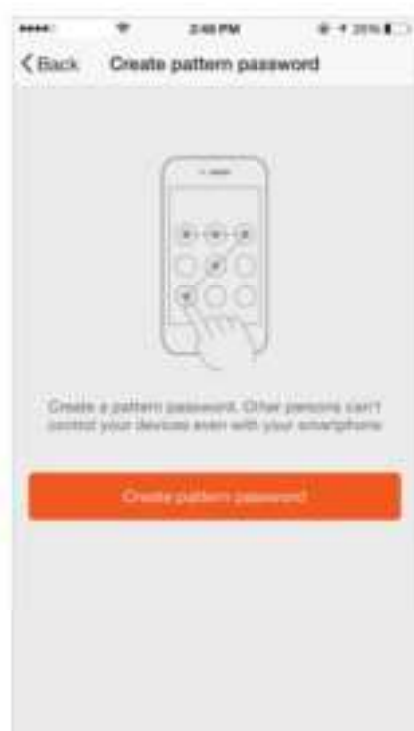 2:48 PM
Back Create pattern password
Create a pattern password. Other persons can't
control your devices even with your smartphone
Create pattern password